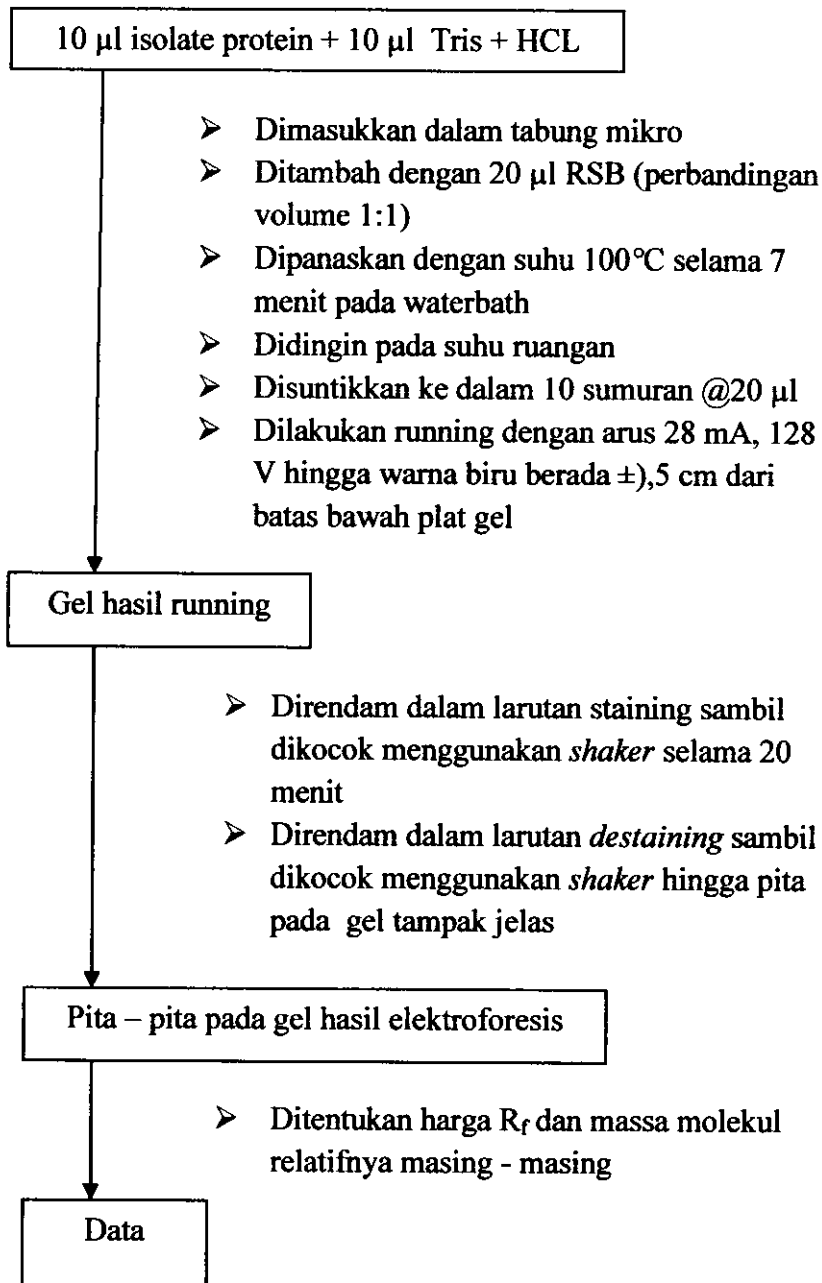 10 µl isolate protein + 10 µl Tris + HCL
➢ Dimasukkan dalam tabung mikro
➢ Ditambah dengan 20 µl RSB (perbandingan
volume 1:1)
➢ Dipanaskan dengan suhu 100°C selama 7
menit pada waterbath
➢ Didingin pada suhu ruangan
➢ Disuntikkan ke dalam 10 sumuran @20 µl
➢ Dilakukan running dengan arus 28 mA, 128
V hingga warna biru berada ±),5 cm dari
batas bawah plat gel
Gel hasil running
➢ Direndam dalam larutan staining sambil
dikocok menggunakan shaker selama 20
menit
➢ Direndam dalam larutan destaining sambil
dikocok menggunakan shaker hingga pita
pada gel tampak jelas
Pita – pita pada gel hasil elektroforesis
➢ Ditentukan harga Rf dan massa molekul
relatifnya masing - masing
Data